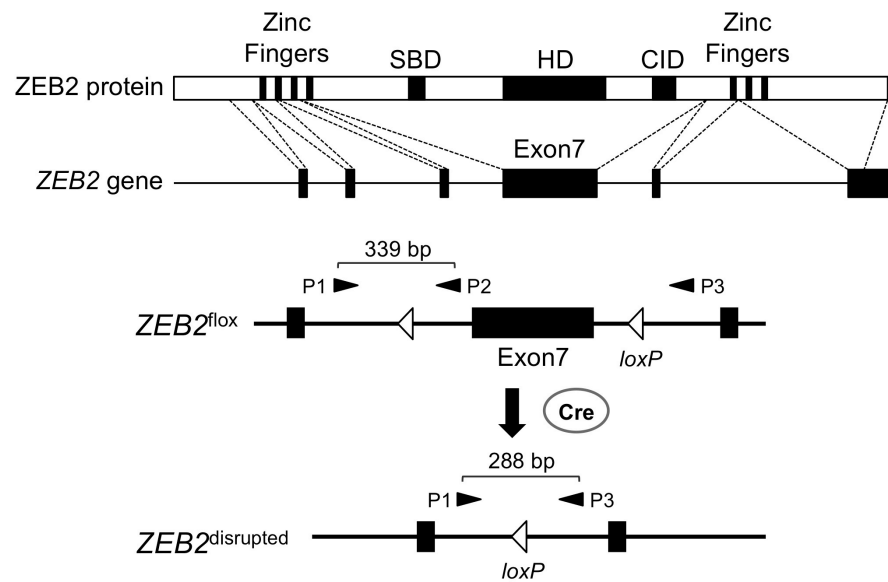 Zinc
Fingers
Zinc
Fingers
SBD
HD
CID
ZEB2 protein
Exon7
ZEB2 gene
339 bp
P1
P2
P3
ZEB2flox
Exon7
loxP
Cre
288 bp
P1
P3
ZEB2disrupted
loxP